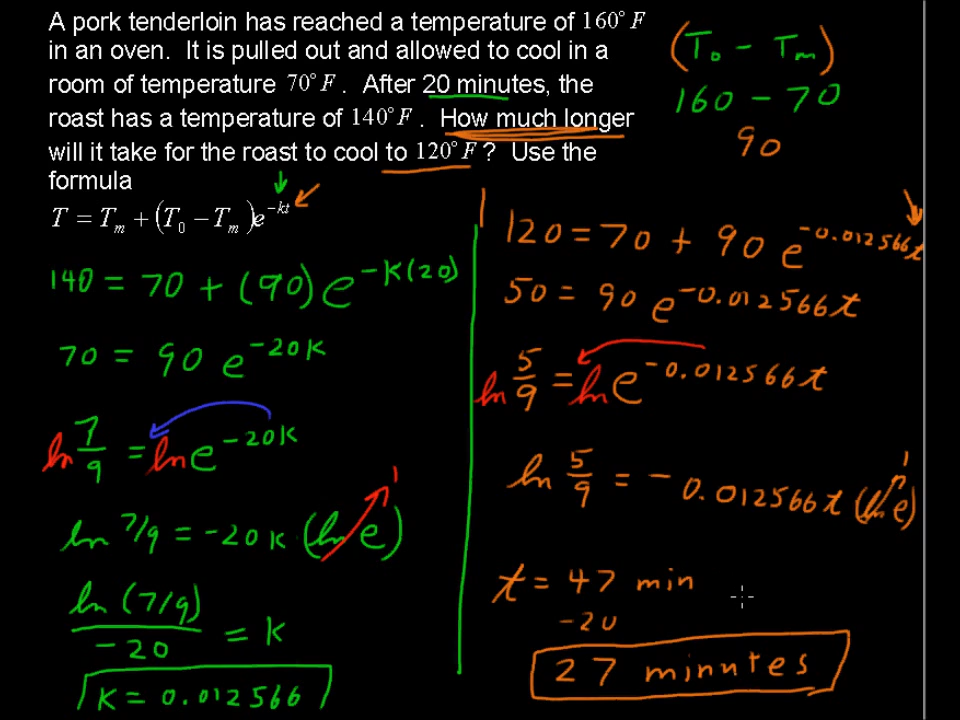 A pork tenderloin has reached a temperature of 160° F
in an oven. It is pulled out and allowed to cool in a
room of temperature 70° F. After 20 minutes, the
roast has a temperature of 140° F. How much longer
will it take for the roast to cool to 120° F? Use the
formula
T = Tₘ + (T₀ − Tₘ)e^(−kt)
(T₀ − Tₘ)
160 − 70
90
140 = 70 + (90) e^(−K(20))
70 = 90 e^(−20K)
ln 7/9 = ln e^(−20K)
ln 7/9 = −20K (ln e) 1
ln (7/9) / −20 = K
K = 0.012566
120 = 70 + 90 e^(−0.012566t)
50 = 90 e^(−0.012566t)
ln 5/9 = ln e^(−0.012566t)
ln 5/9 = −0.012566t (ln e) 1
t = 47 min
−20
27 minutes